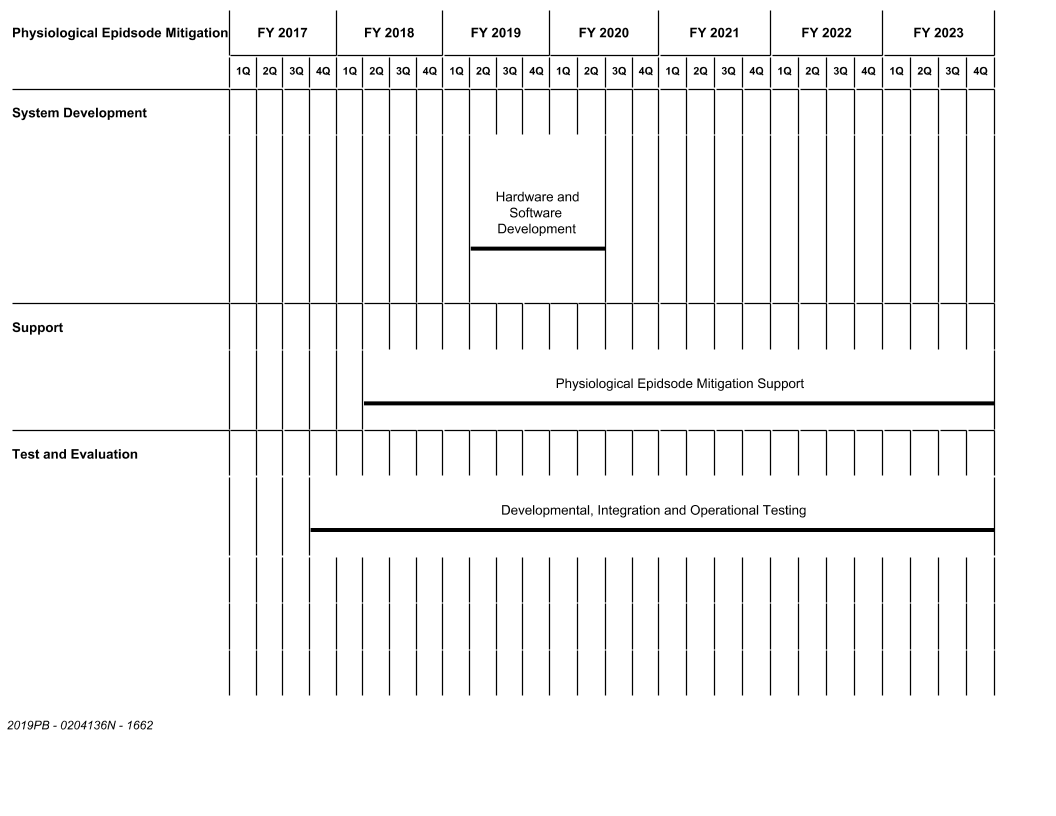 Physiological Epidsode Mitigation FY 2017 FY 2018 FY 2019 FY 2020 FY 2021 FY 2022 FY 2023
1Q 2Q 3Q 4Q 1Q 2Q 3Q 4Q 1Q 2Q 3Q 4Q 1Q 2Q 3Q 4Q 1Q 2Q 3Q 4Q 1Q 2Q 3Q 4Q 1Q 2Q 3Q 4Q
System Development
Hardware and
Software
Development
Support
Physiological Epidsode Mitigation Support
Test and Evaluation
Developmental, Integration and Operational Testing
2019PB - 0204136N - 1662